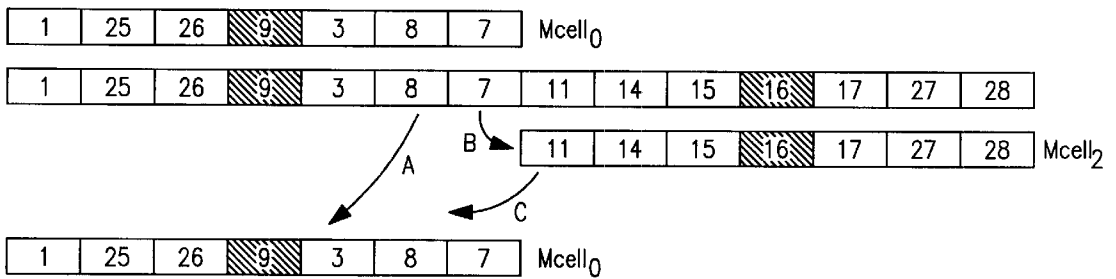 1 25 26 9 3 8 7 Mcell0
1 25 26 9 3 8 7 11 14 15 16 17 27 28
B 11 14 15 16 17 27 28 Mcell2
A
C
1 25 26 9 3 8 7 Mcell0